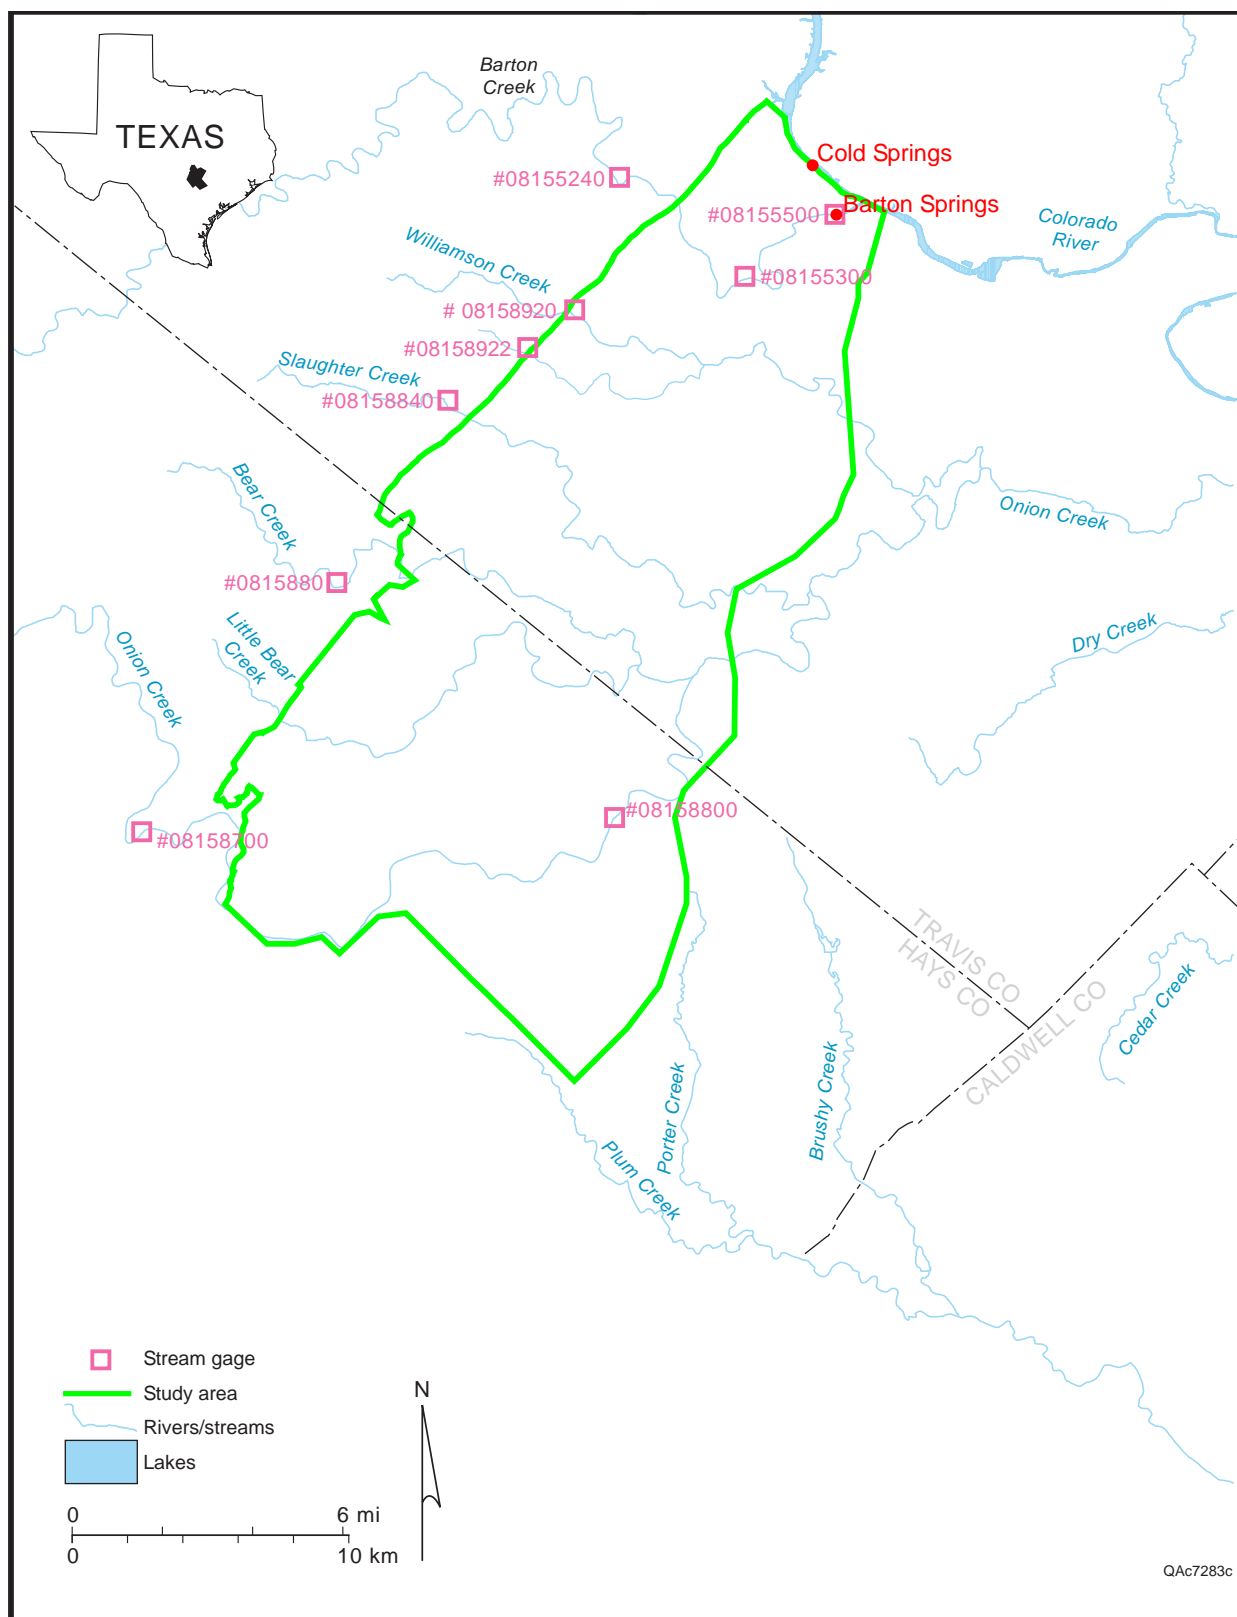 Barton
Creek
TEXAS
Cold Springs
#08155240
Barton Springs
#08155500
Colorado
River
Williamson Creek
#08155300
# 08158920
#08158922
Slaughter Creek
#08158840
Bear Creek
Onion Creek
#0815880
Little Bear
Creek
Dry Creek
Onion Creek
#08158800
#08158700
TRAVIS CO
HAYS CO
CALDWELL CO
Cedar Creek
Brushy Creek
Porter Creek
Plum Creek
Stream gage
Study area
Rivers/streams
Lakes
N
0
6 mi
0
10 km
QAc7283c